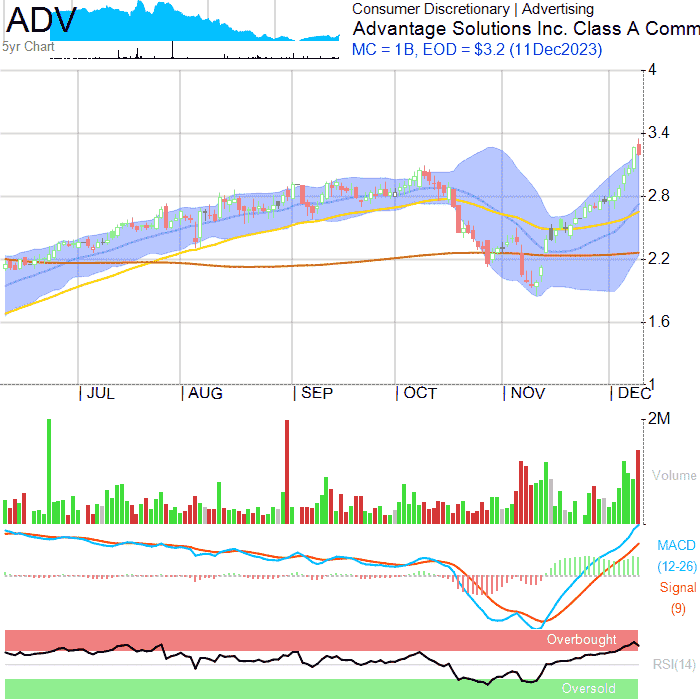 ADV
5yr Chart
Consumer Discretionary | Advertising
Advantage Solutions Inc. Class A Comm
MC = 1B, EOD = $3.2 (11Dec2023)
4
3.4
2.8
2.2
1.6
1
JUL
AUG
SEP
OCT
NOV
DEC
2M
Volume
MACD
(12-26)
Signal
(9)
Overbought
RSI(14)
Oversold